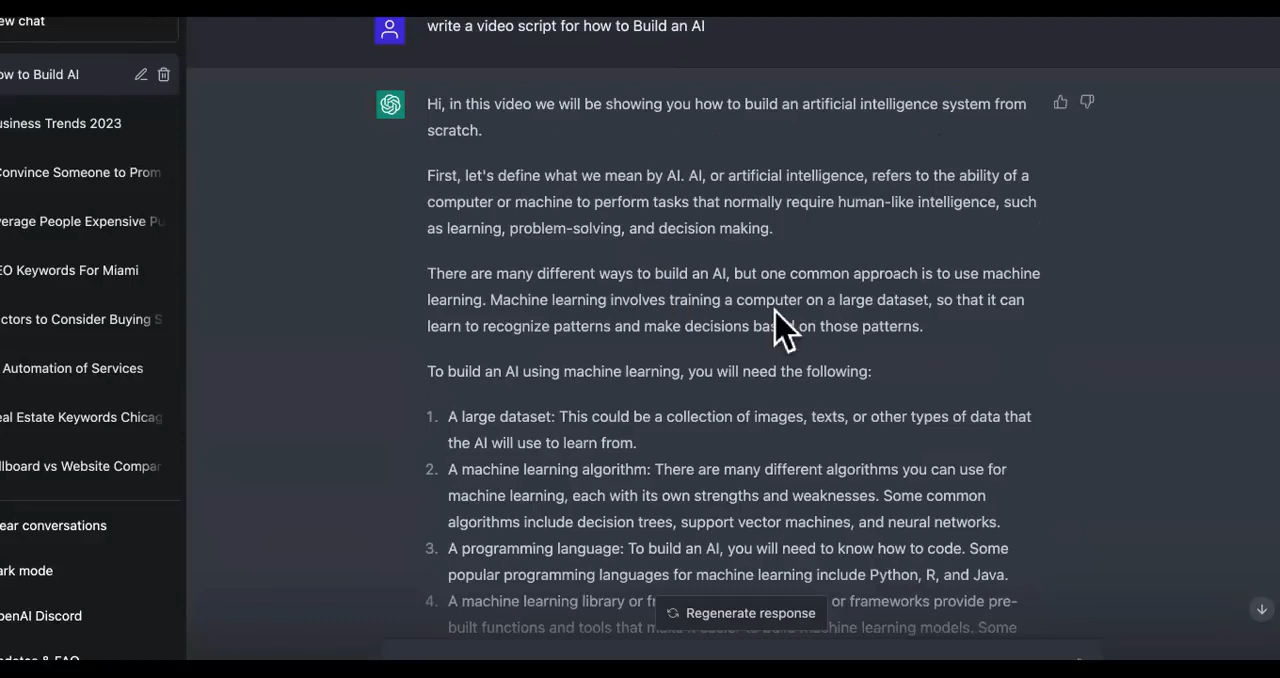 ew chat
ow to Build AI
usiness Trends 2023
Convince Someone to Prom
verage People Expensive Pu
EO Keywords For Miami
ctors to Consider Buying S
Automation of Services
eal Estate Keywords Chicag
llboard vs Website Compar
ear conversations
ark mode
penAI Discord
write a video script for how to Build an AI
Hi, in this video we will be showing you how to build an artificial intelligence system from
scratch.
First, let's define what we mean by AI. AI, or artificial intelligence, refers to the ability of a
computer or machine to perform tasks that normally require human-like intelligence, such
as learning, problem-solving, and decision making.
There are many different ways to build an AI, but one common approach is to use machine
learning. Machine learning involves training a computer on a large dataset, so that it can
learn to recognize patterns and make decisions based on those patterns.
To build an AI using machine learning, you will need the following:
1. A large dataset: This could be a collection of images, texts, or other types of data that
the AI will use to learn from.
2. A machine learning algorithm: There are many different algorithms you can use for
machine learning, each with its own strengths and weaknesses. Some common
algorithms include decision trees, support vector machines, and neural networks.
3. A programming language: To build an AI, you will need to know how to code. Some
popular programming languages for machine learning include Python, R, and Java.
4. A machine learning library or or frameworks provide pre-
Regenerate response
built functions and tools that machine learning models. Some